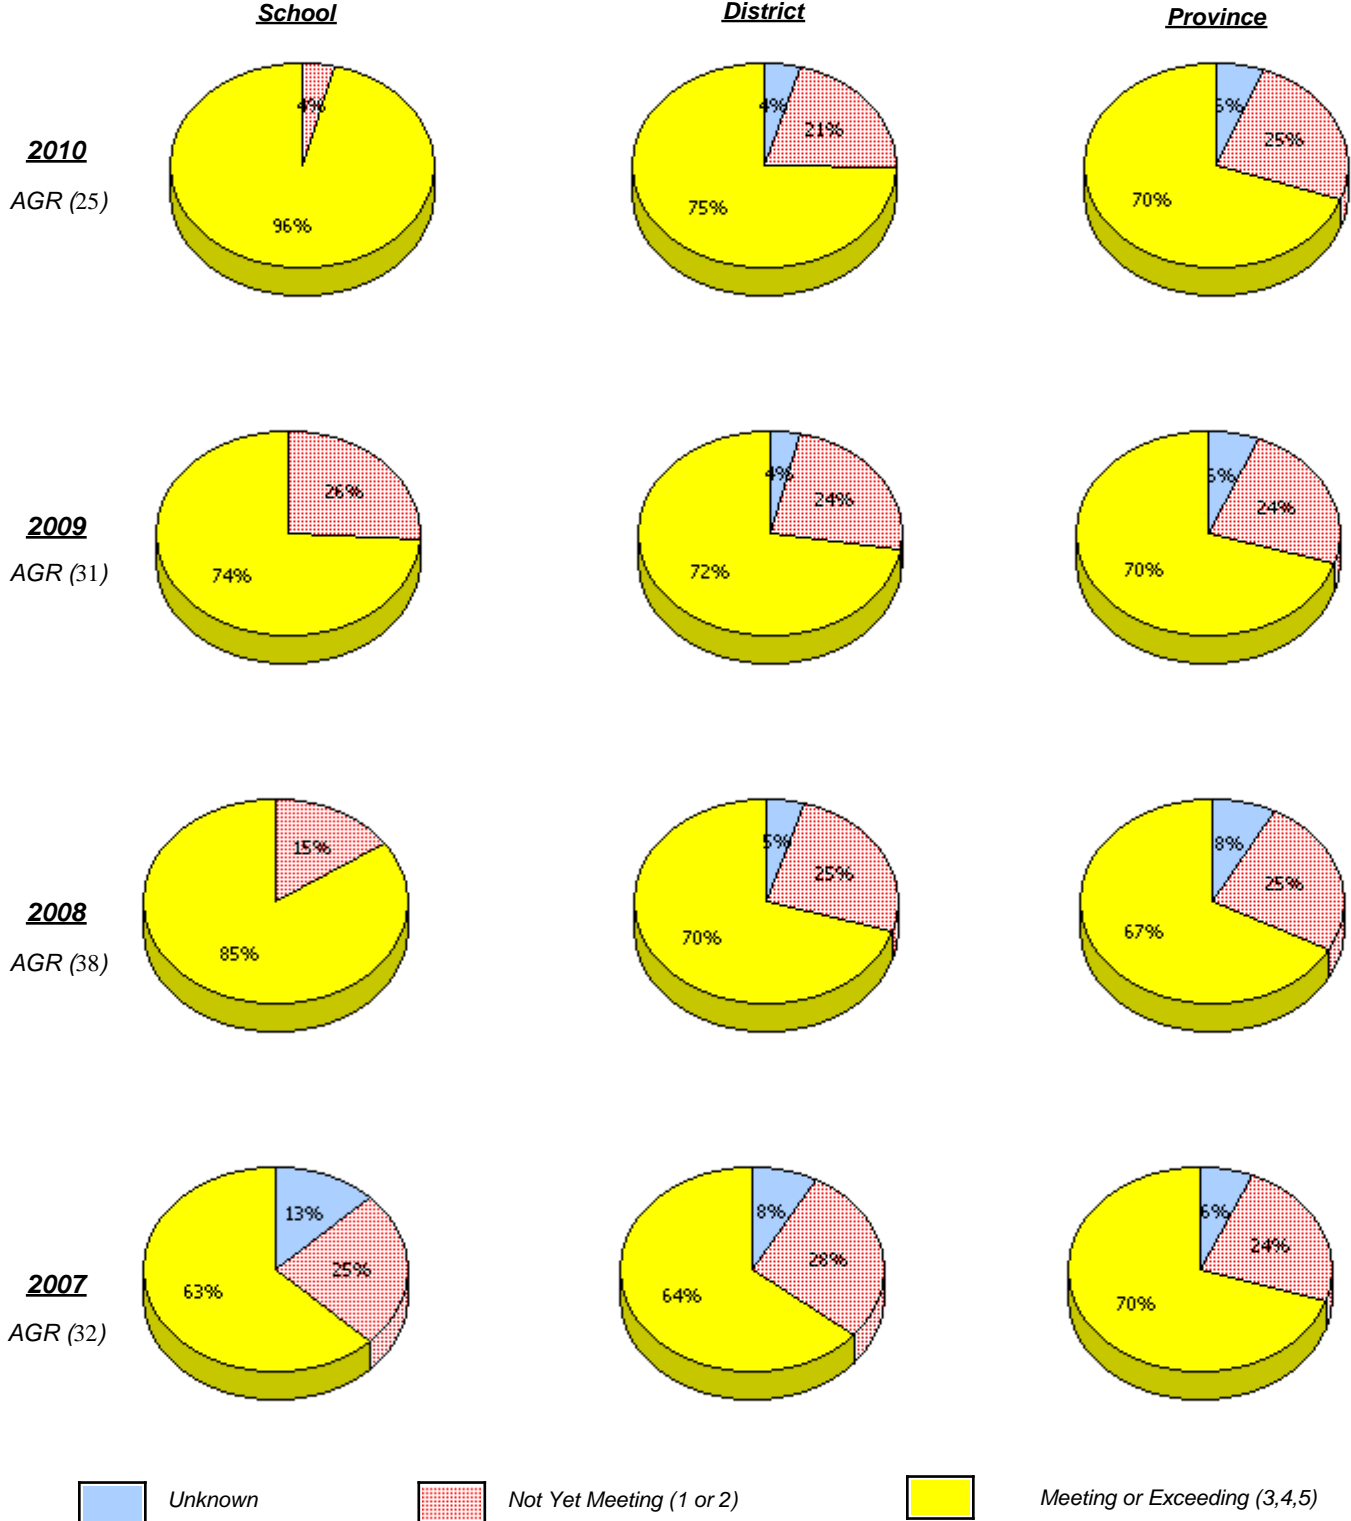 School District Province
4% 4% 21% 6% 25%
2010
AGR (25)
96% 75% 70%
26% 4% 24% 6% 24%
2009
AGR (31)
74% 72% 70%
15% 5% 25% 8% 25%
2008
AGR (38)
85% 70% 67%
13% 25% 8% 28% 6% 24%
2007
AGR (32)
63% 64% 70%
Unknown Not Yet Meeting (1 or 2) Meeting or Exceeding (3,4,5)